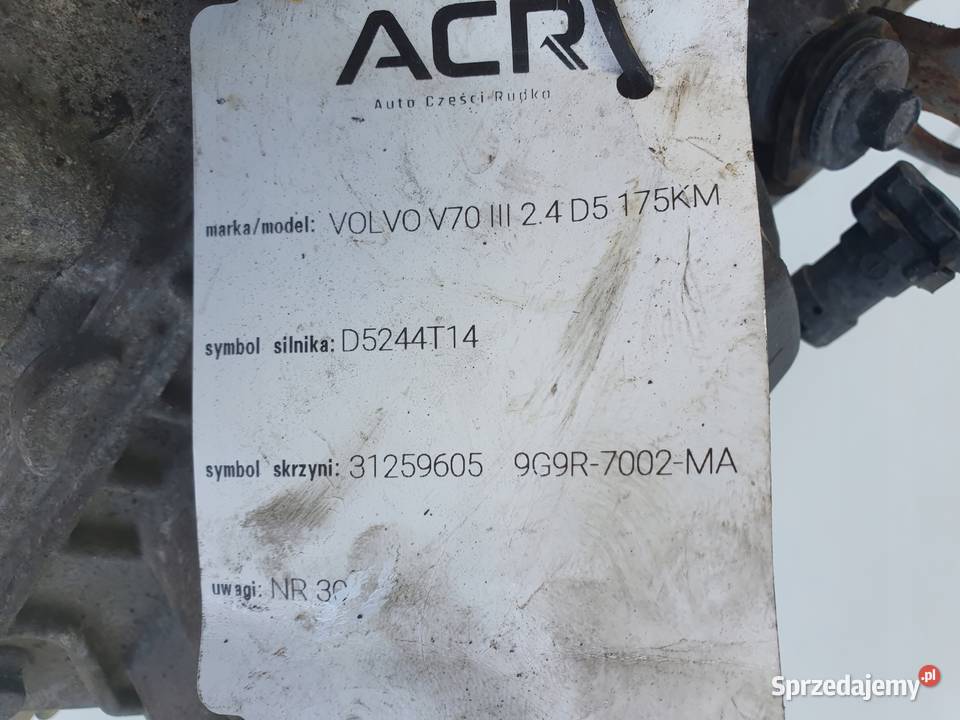 ACR
Auto Części Rudka
marka/model: VOLVO V70 III 2.4 D5 175KM
symbol silnika: D5244T14
symbol skrzyni: 31259605 9G9R-7002-MA
uwagi: NR
Sprzedajemy.pl